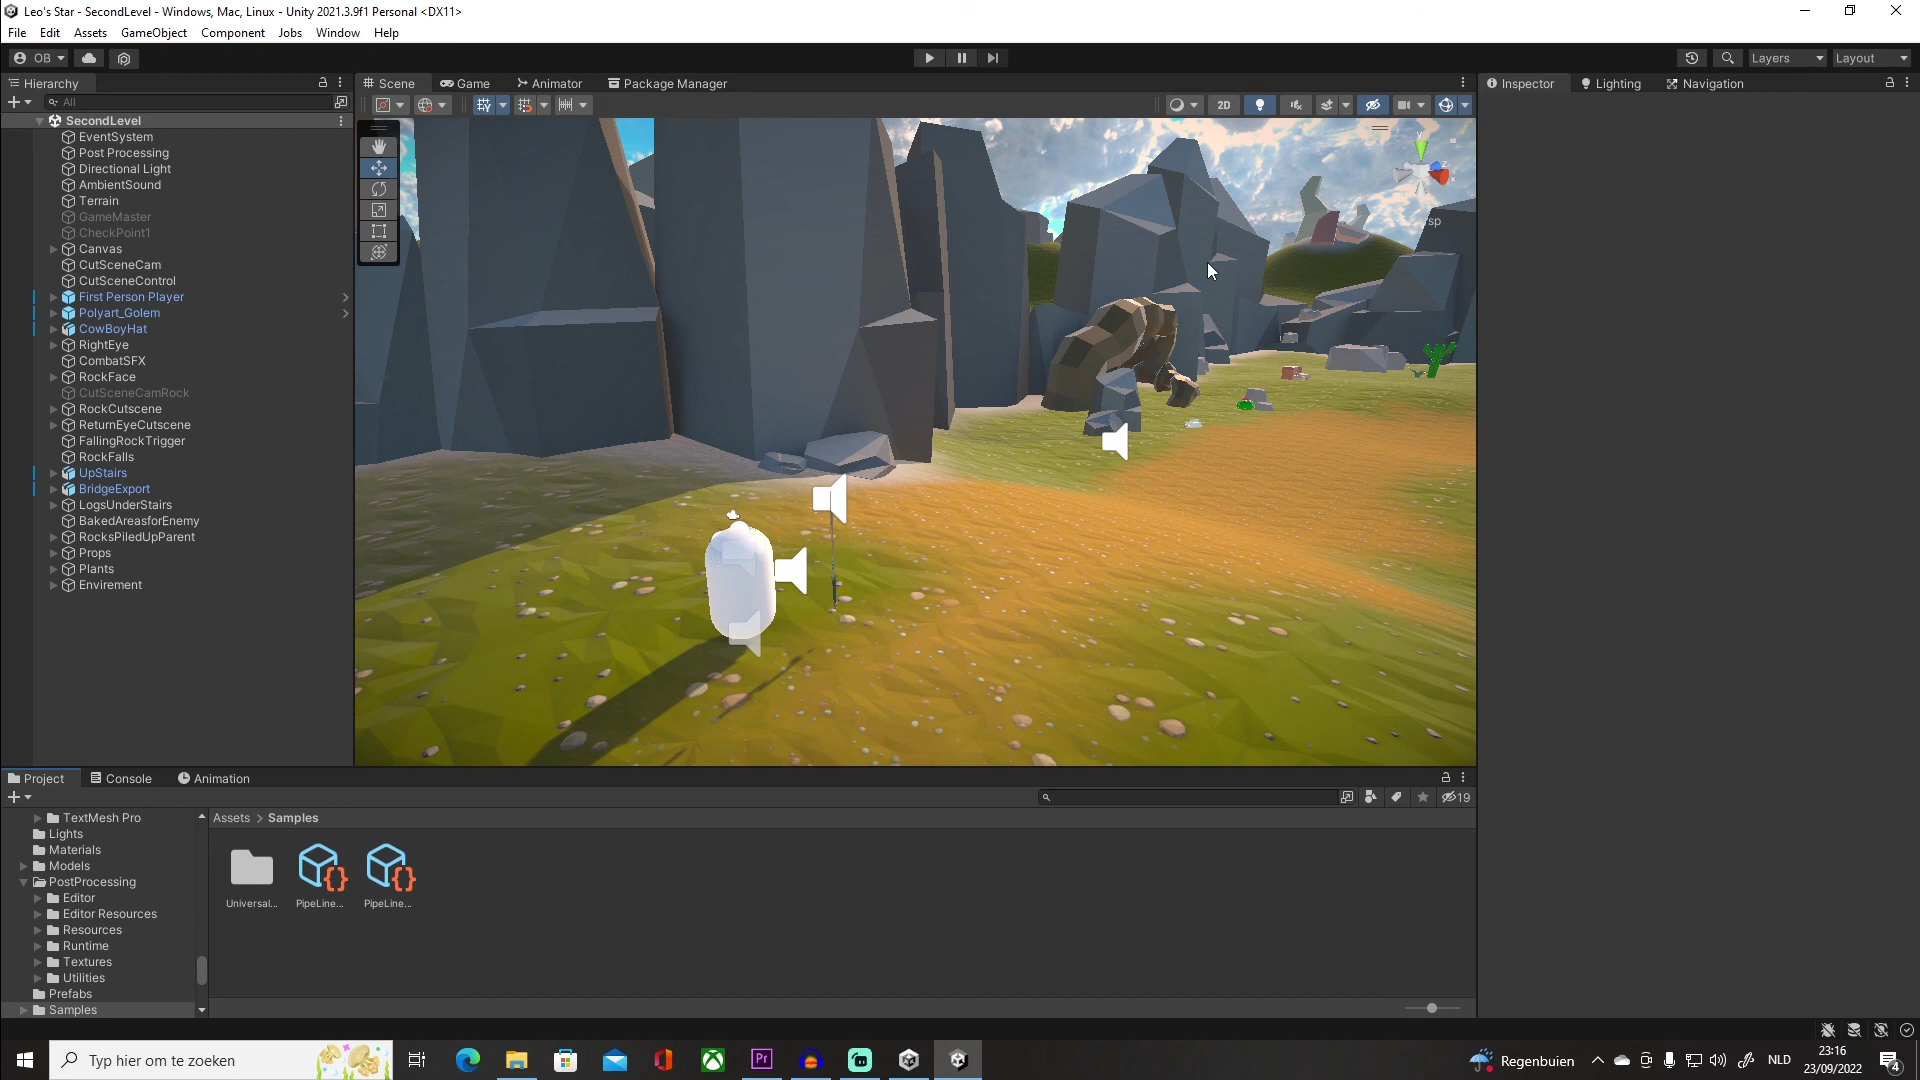 Leo's Star - SecondLevel - Windows, Mac, Linux - Unity 2021.3.9f1 Personal <DX11>
File Edit Assets GameObject Component Jobs Window Help
OB Layers Layout
Hierarchy Scene Game Animator Package Manager Inspector Lighting Navigation
All 2D
SecondLevel
EventSystem
Post Processing
Directional Light
AmbientSound
Terrain
GameMaster
CheckPoint1
Canvas
CutSceneCam
CutSceneControl
First Person Player
Polyart_Golem
CowBoyHat
RightEye
CombatSFX
RockFace
CutSceneCamRock
RockCutscene
ReturnEyeCutscene
FallingRockTrigger
RockFalls
UpStairs
BridgeExport
LogsUnderStairs
BakedAreasforEnemy
RocksPiledUpParent
Props
Plants
Envirement
y
z
sp
Project Console Animation
19
TextMesh Pro
Lights
Materials
Models
PostProcessing
Editor
Editor Resources
Resources
Runtime
Textures
Utilities
Prefabs
Samples
Assets > Samples
Universal... PipeLine... PipeLine...
Typ hier om te zoeken
Pr
Regenbuien
NLD
23:16
23/09/2022
4